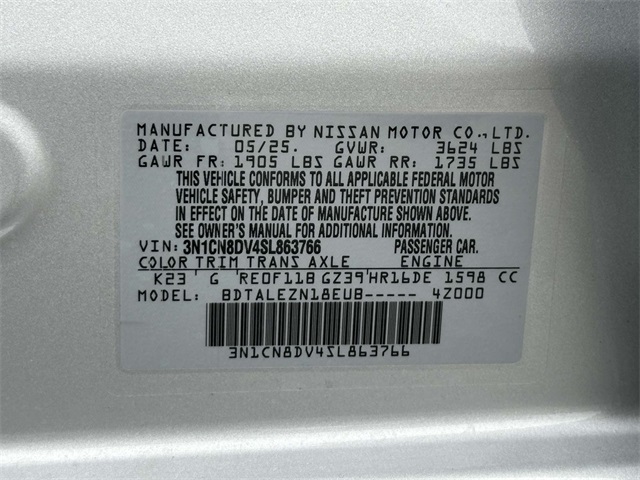 MANUFACTURED BY NISSAN MOTOR CO., LTD.
DATE: 05/25. GVWR: 3624 LBS
GAWR FR: 1905 LBS GAWR RR: 1735 LBS
THIS VEHICLE CONFORMS TO ALL APPLICABLE FEDERAL MOTOR
VEHICLE SAFETY, BUMPER AND THEFT PREVENTION STANDARDS
IN EFFECT ON THE DATE OF MANUFACTURE SHOWN ABOVE.
SEE OWNER'S MANUAL FOR ADDITIONAL INFORMATION.
VIN: 3N1CN8DV4SL863766 PASSENGER CAR.
COLOR TRIM TRANS AXLE ENGINE
K23 ' G ' RE0F11B GZ39 ' HR16DE 1598 CC
MODEL: BDTALEZN18EUB----- 4Z000
3N1CN8DV4SL863766